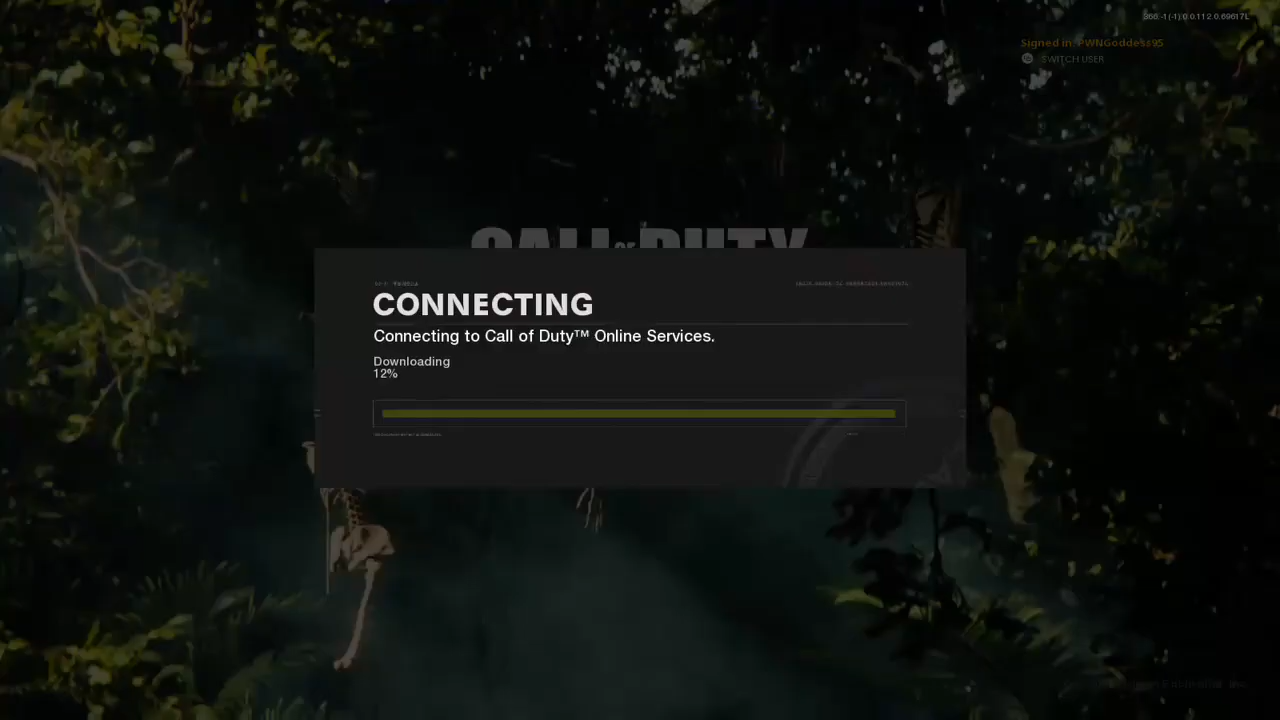 Signed in: PWNGoddess95
SWITCH USER
CALL OF DUTY
CONNECTING
Connecting to Call of Duty™ Online Services.
Downloading
12%